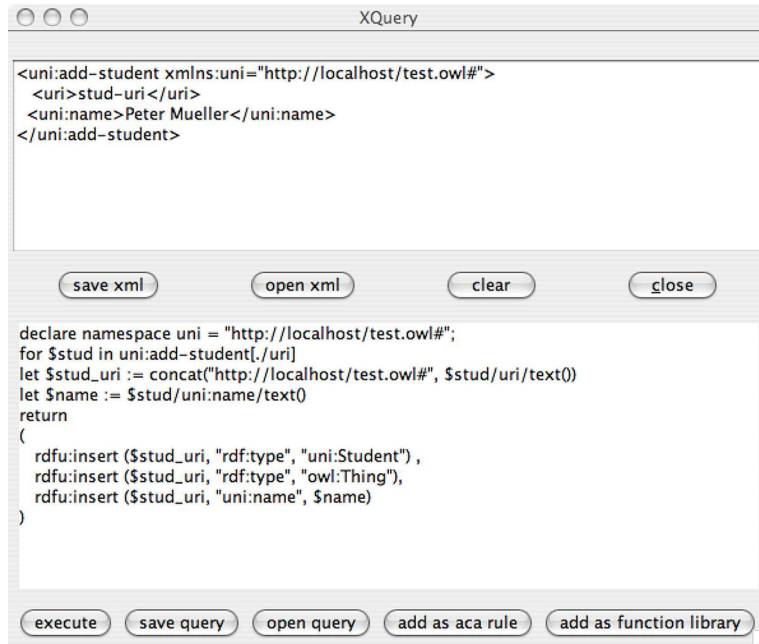 XQuery
<uni:add-student xmlns:uni="http://localhost/test.owl#">
<uri>stud-uri</uri>
<uni:name>Peter Mueller</uni:name>
</uni:add-student>
save xml open xml clear close
declare namespace uni = "http://localhost/test.owl#";
for $stud in uni:add-student[./uri]
let $stud_uri := concat("http://localhost/test.owl#", $stud/uri/text())
let $name := $stud/uni:name/text()
return
(
rdfu:insert ($stud_uri, "rdf:type", "uni:Student") ,
rdfu:insert ($stud_uri, "rdf:type", "owl:Thing"),
rdfu:insert ($stud_uri, "uni:name", $name)
)
execute save query open query add as aca rule add as function library